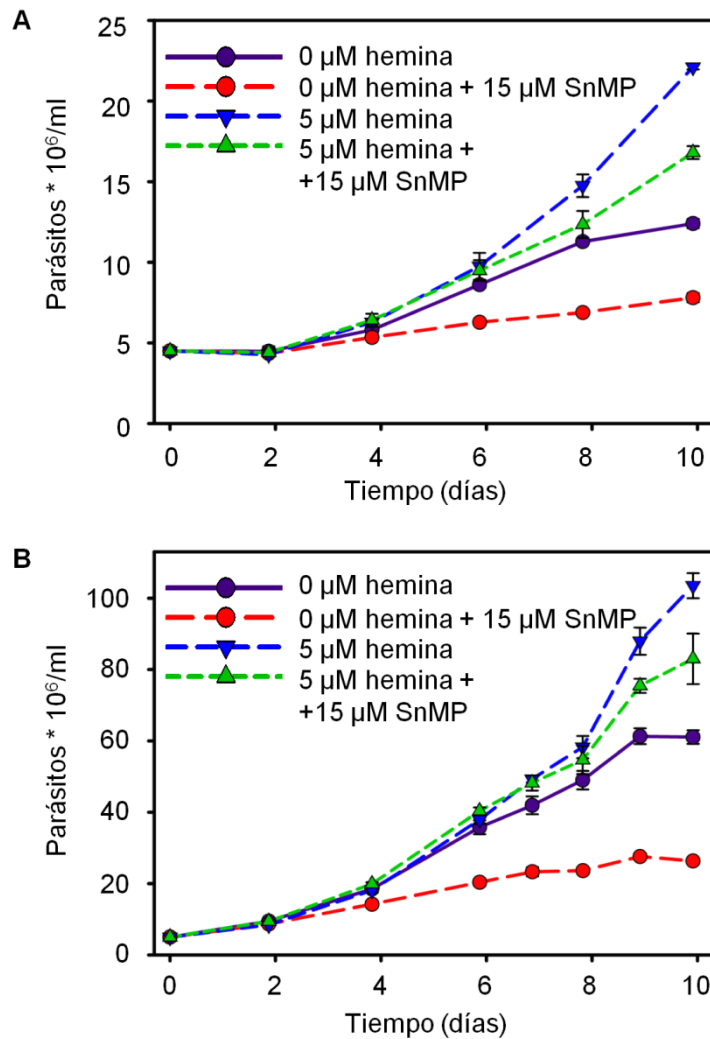 A
25
20
15
10
5
0
Parásitos * 10⁶/ml
0 µM hemina
0 µM hemina + 15 µM SnMP
5 µM hemina
5 µM hemina +
+15 µM SnMP
0 2 4 6 8 10
Tiempo (días)
B
100
80
60
40
20
0
Parásitos * 10⁶/ml
0 µM hemina
0 µM hemina + 15 µM SnMP
5 µM hemina
5 µM hemina +
+15 µM SnMP
0 2 4 6 8 10
Tiempo (días)